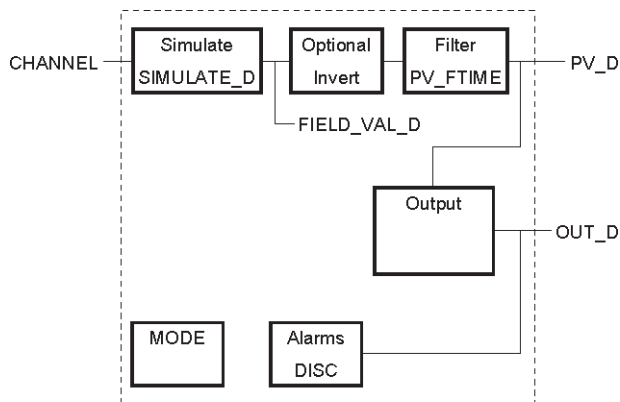 CHANNEL
Simulate
SIMULATE_D
Optional
Invert
Filter
PV_FTIME
PV_D
FIELD_VAL_D
Output
OUT_D
MODE
Alarms
DISC